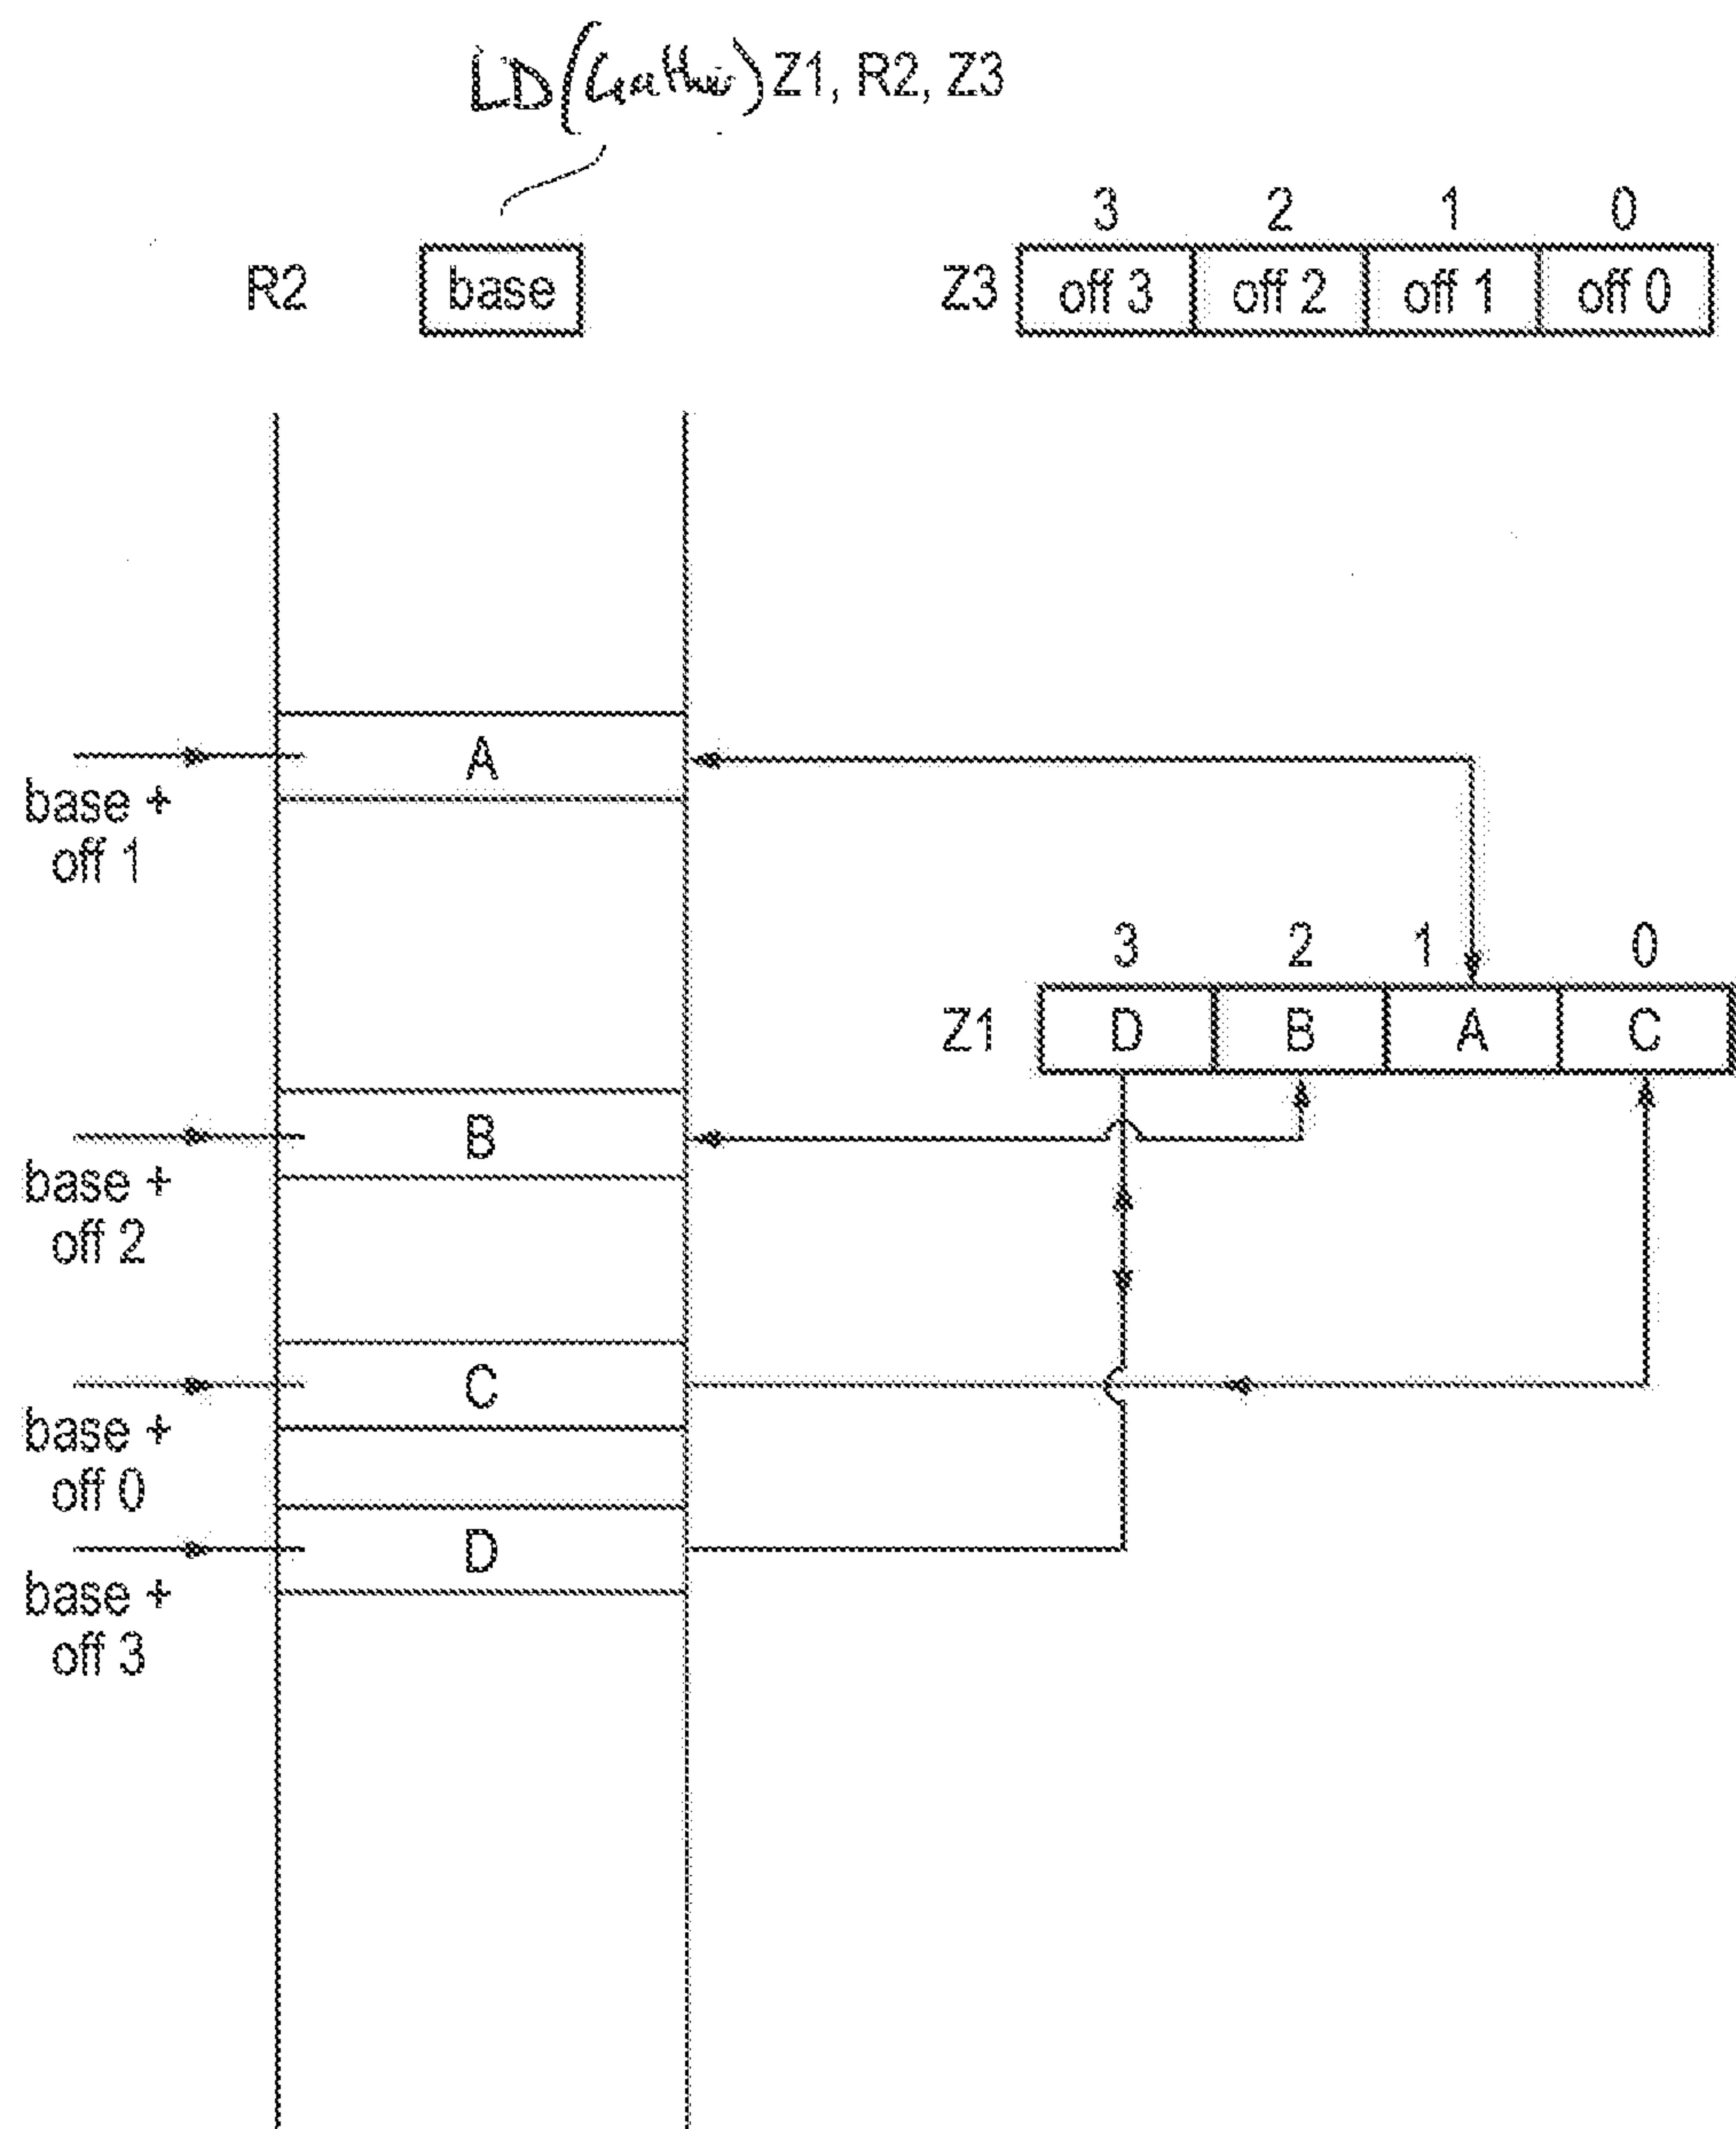 LD(Gather) Z1, R2, Z3
3 2 1 0
R2 base Z3 off 3 off 2 off 1 off 0
A
base +
off 1
3 2 1 0
Z1 D B A C
B
base +
off 2
C
base +
off 0
D
base +
off 3